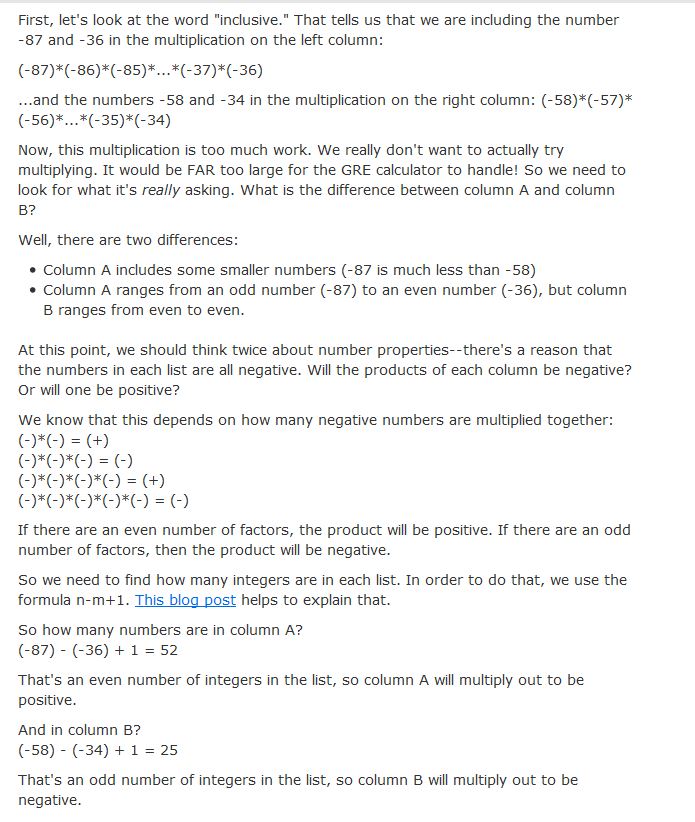 First, let's look at the word "inclusive." That tells us that we are including the number
-87 and -36 in the multiplication on the left column:
(-87)*(-86)*(-85)*...*(-37)*(-36)
...and the numbers -58 and -34 in the multiplication on the right column: (-58)*(-57)*
(-56)*...*(-35)*(-34)
Now, this multiplication is too much work. We really don't want to actually try
multiplying. It would be FAR too large for the GRE calculator to handle! So we need to
look for what it's really asking. What is the difference between column A and column
B?
Well, there are two differences:
• Column A includes some smaller numbers (-87 is much less than -58)
• Column A ranges from an odd number (-87) to an even number (-36), but column
B ranges from even to even.
At this point, we should think twice about number properties--there's a reason that
the numbers in each list are all negative. Will the products of each column be negative?
Or will one be positive?
We know that this depends on how many negative numbers are multiplied together:
(-)*(-) = (+)
(-)*(-)*(-) = (-)
(-)*(-)*(-)*(-) = (+)
(-)*(-)*(-)*(-)*(-) = (-)
If there are an even number of factors, the product will be positive. If there are an odd
number of factors, then the product will be negative.
So we need to find how many integers are in each list. In order to do that, we use the
formula n-m+1. This blog post helps to explain that.
So how many numbers are in column A?
(-87) - (-36) + 1 = 52
That's an even number of integers in the list, so column A will multiply out to be
positive.
And in column B?
(-58) - (-34) + 1 = 25
That's an odd number of integers in the list, so column B will multiply out to be
negative.